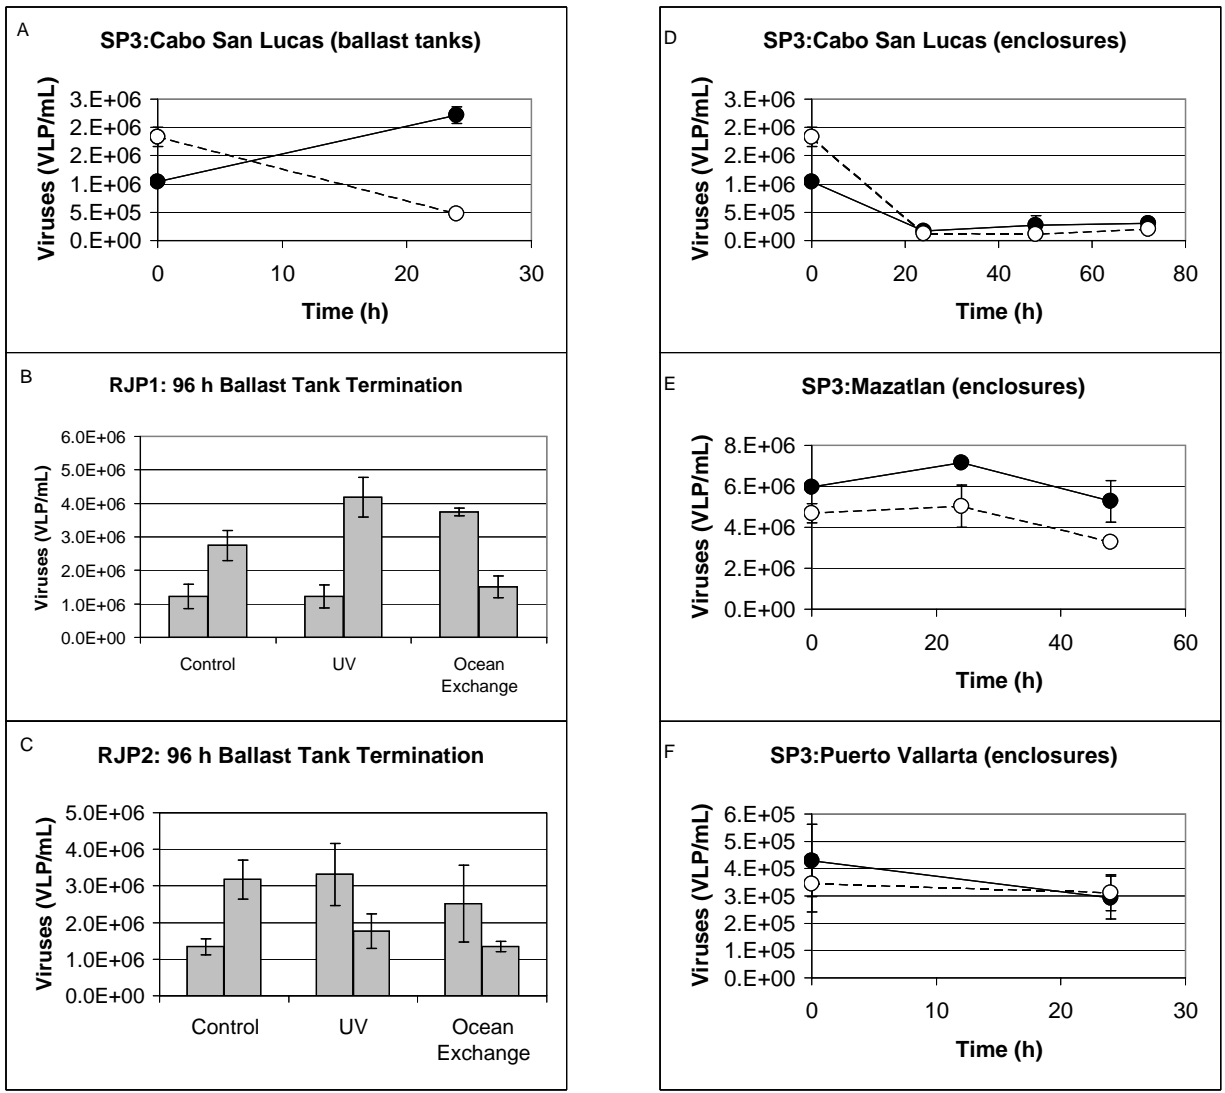 A
SP3:Cabo San Lucas (ballast tanks)
Viruses (VLP/mL)
3.E+06
2.E+06
2.E+06
1.E+06
5.E+05
0.E+00
0 10 20 30
Time (h)
B
RJP1: 96 h Ballast Tank Termination
Viruses (VLP/mL)
6.0E+06
5.0E+06
4.0E+06
3.0E+06
2.0E+06
1.0E+06
0.0E+00
Control UV Ocean
Exchange
C
RJP2: 96 h Ballast Tank Termination
Viruses (VLP/mL)
5.0E+06
4.0E+06
3.0E+06
2.0E+06
1.0E+06
0.0E+00
Control UV Ocean
Exchange
D
SP3:Cabo San Lucas (enclosures)
Viruses (VLP/mL)
3.E+06
2.E+06
2.E+06
1.E+06
5.E+05
0.E+00
0 20 40 60 80
Time (h)
E
SP3:Mazatlan (enclosures)
Viruses (VLP/mL)
8.E+06
6.E+06
4.E+06
2.E+06
0.E+00
0 20 40 60
Time (h)
F
SP3:Puerto Vallarta (enclosures)
Viruses (VLP/mL)
6.E+05
5.E+05
4.E+05
3.E+05
2.E+05
1.E+05
0.E+00
0 10 20 30
Time (h)